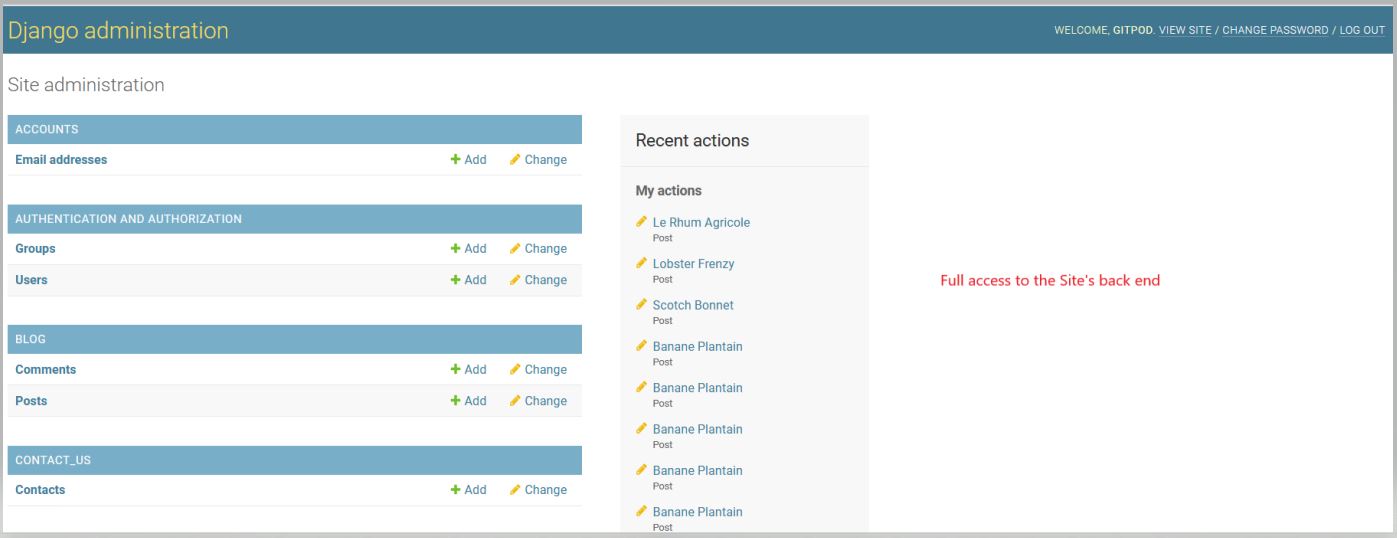 Django administration
WELCOME, GITPOD. VIEW SITE / CHANGE PASSWORD / LOG OUT
Site administration
ACCOUNTS
Email addresses Add Change
AUTHENTICATION AND AUTHORIZATION
Groups Add Change
Users Add Change
BLOG
Comments Add Change
Posts Add Change
CONTACT_US
Contacts Add Change
Recent actions
My actions
Le Rhum Agricole
Post
Lobster Frenzy
Post
Scotch Bonnet
Post
Banane Plantain
Post
Banane Plantain
Post
Banane Plantain
Post
Banane Plantain
Post
Banane Plantain
Post
Full access to the Site's back end